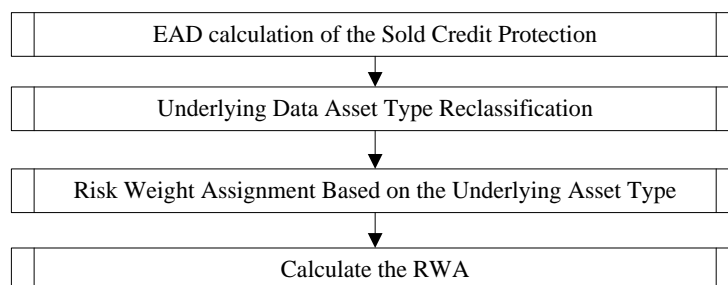 EAD calculation of the Sold Credit Protection
Underlying Data Asset Type Reclassification
Risk Weight Assignment Based on the Underlying Asset Type
Calculate the RWA